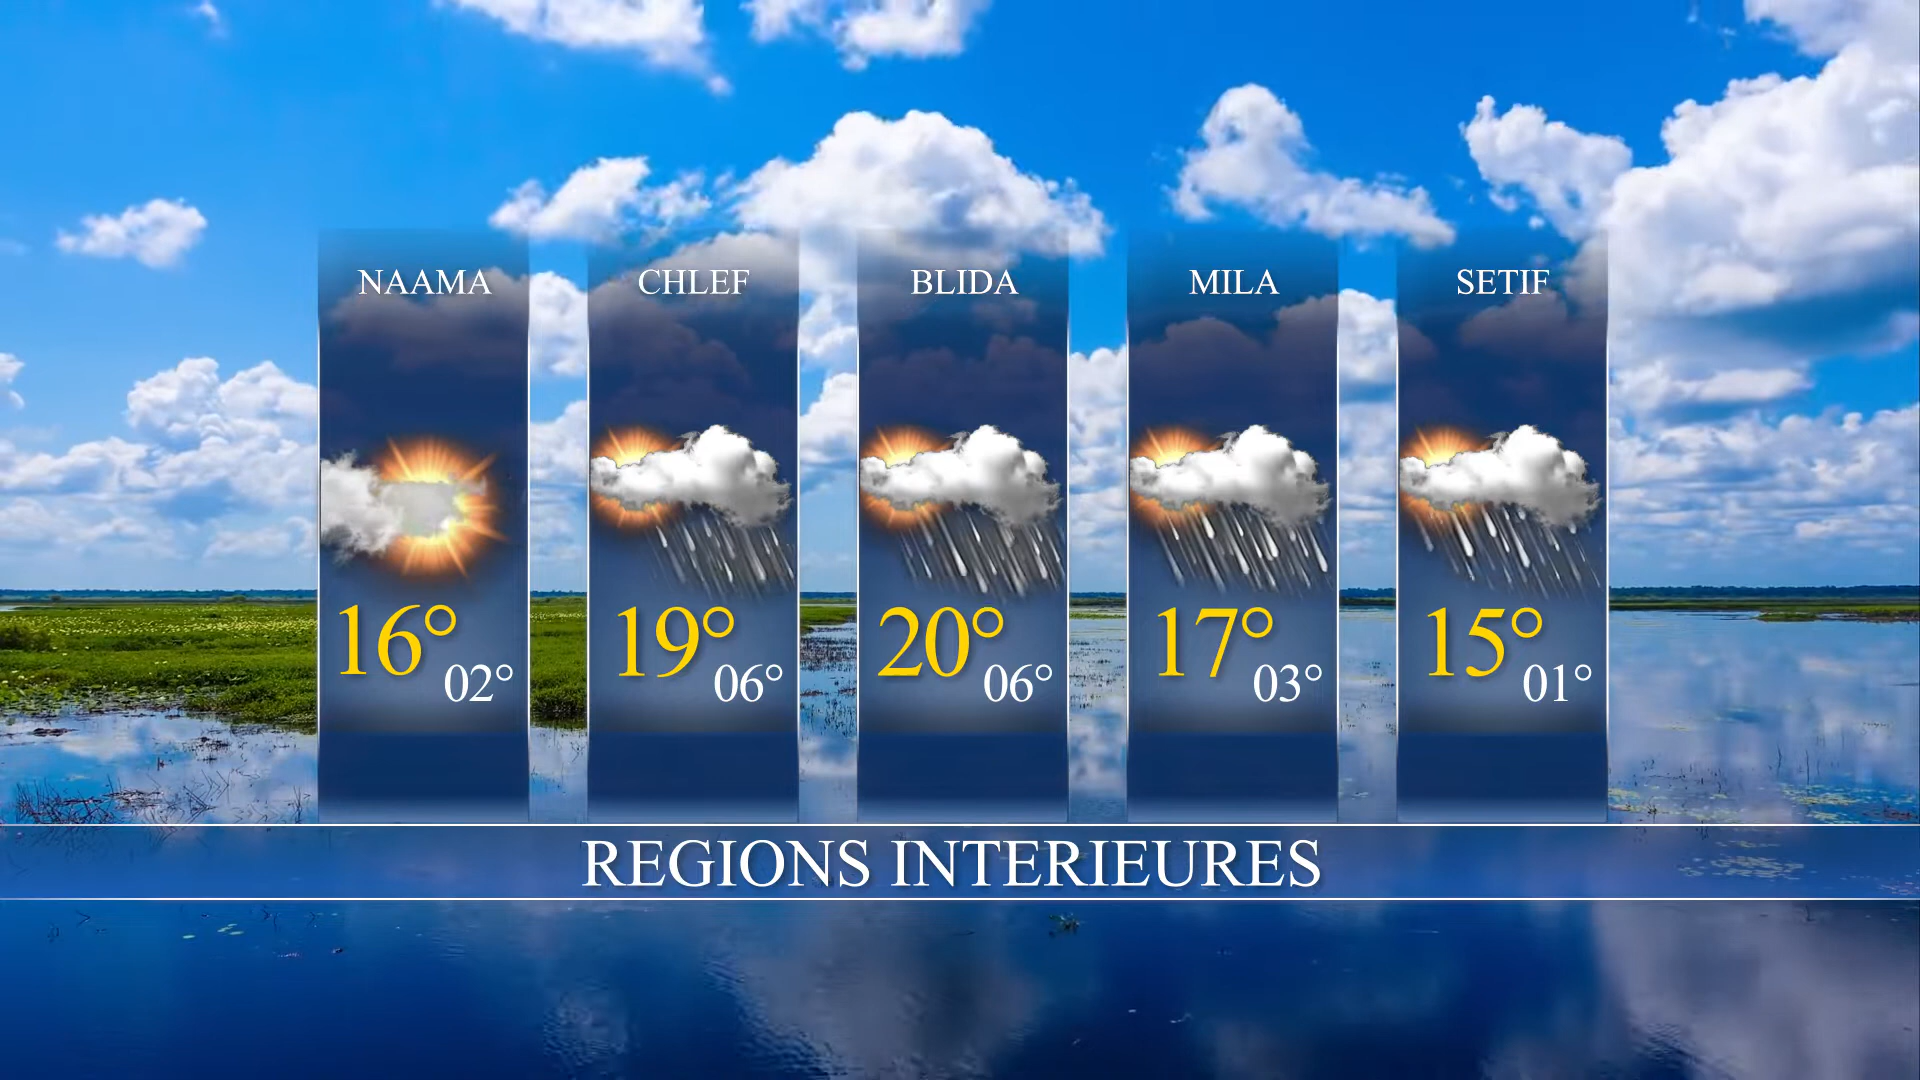 NAAMA CHLEF BLIDA MILA SETIF
16° 19° 20° 17° 15°
02° 06° 06° 03° 01°
REGIONS INTERIEURES